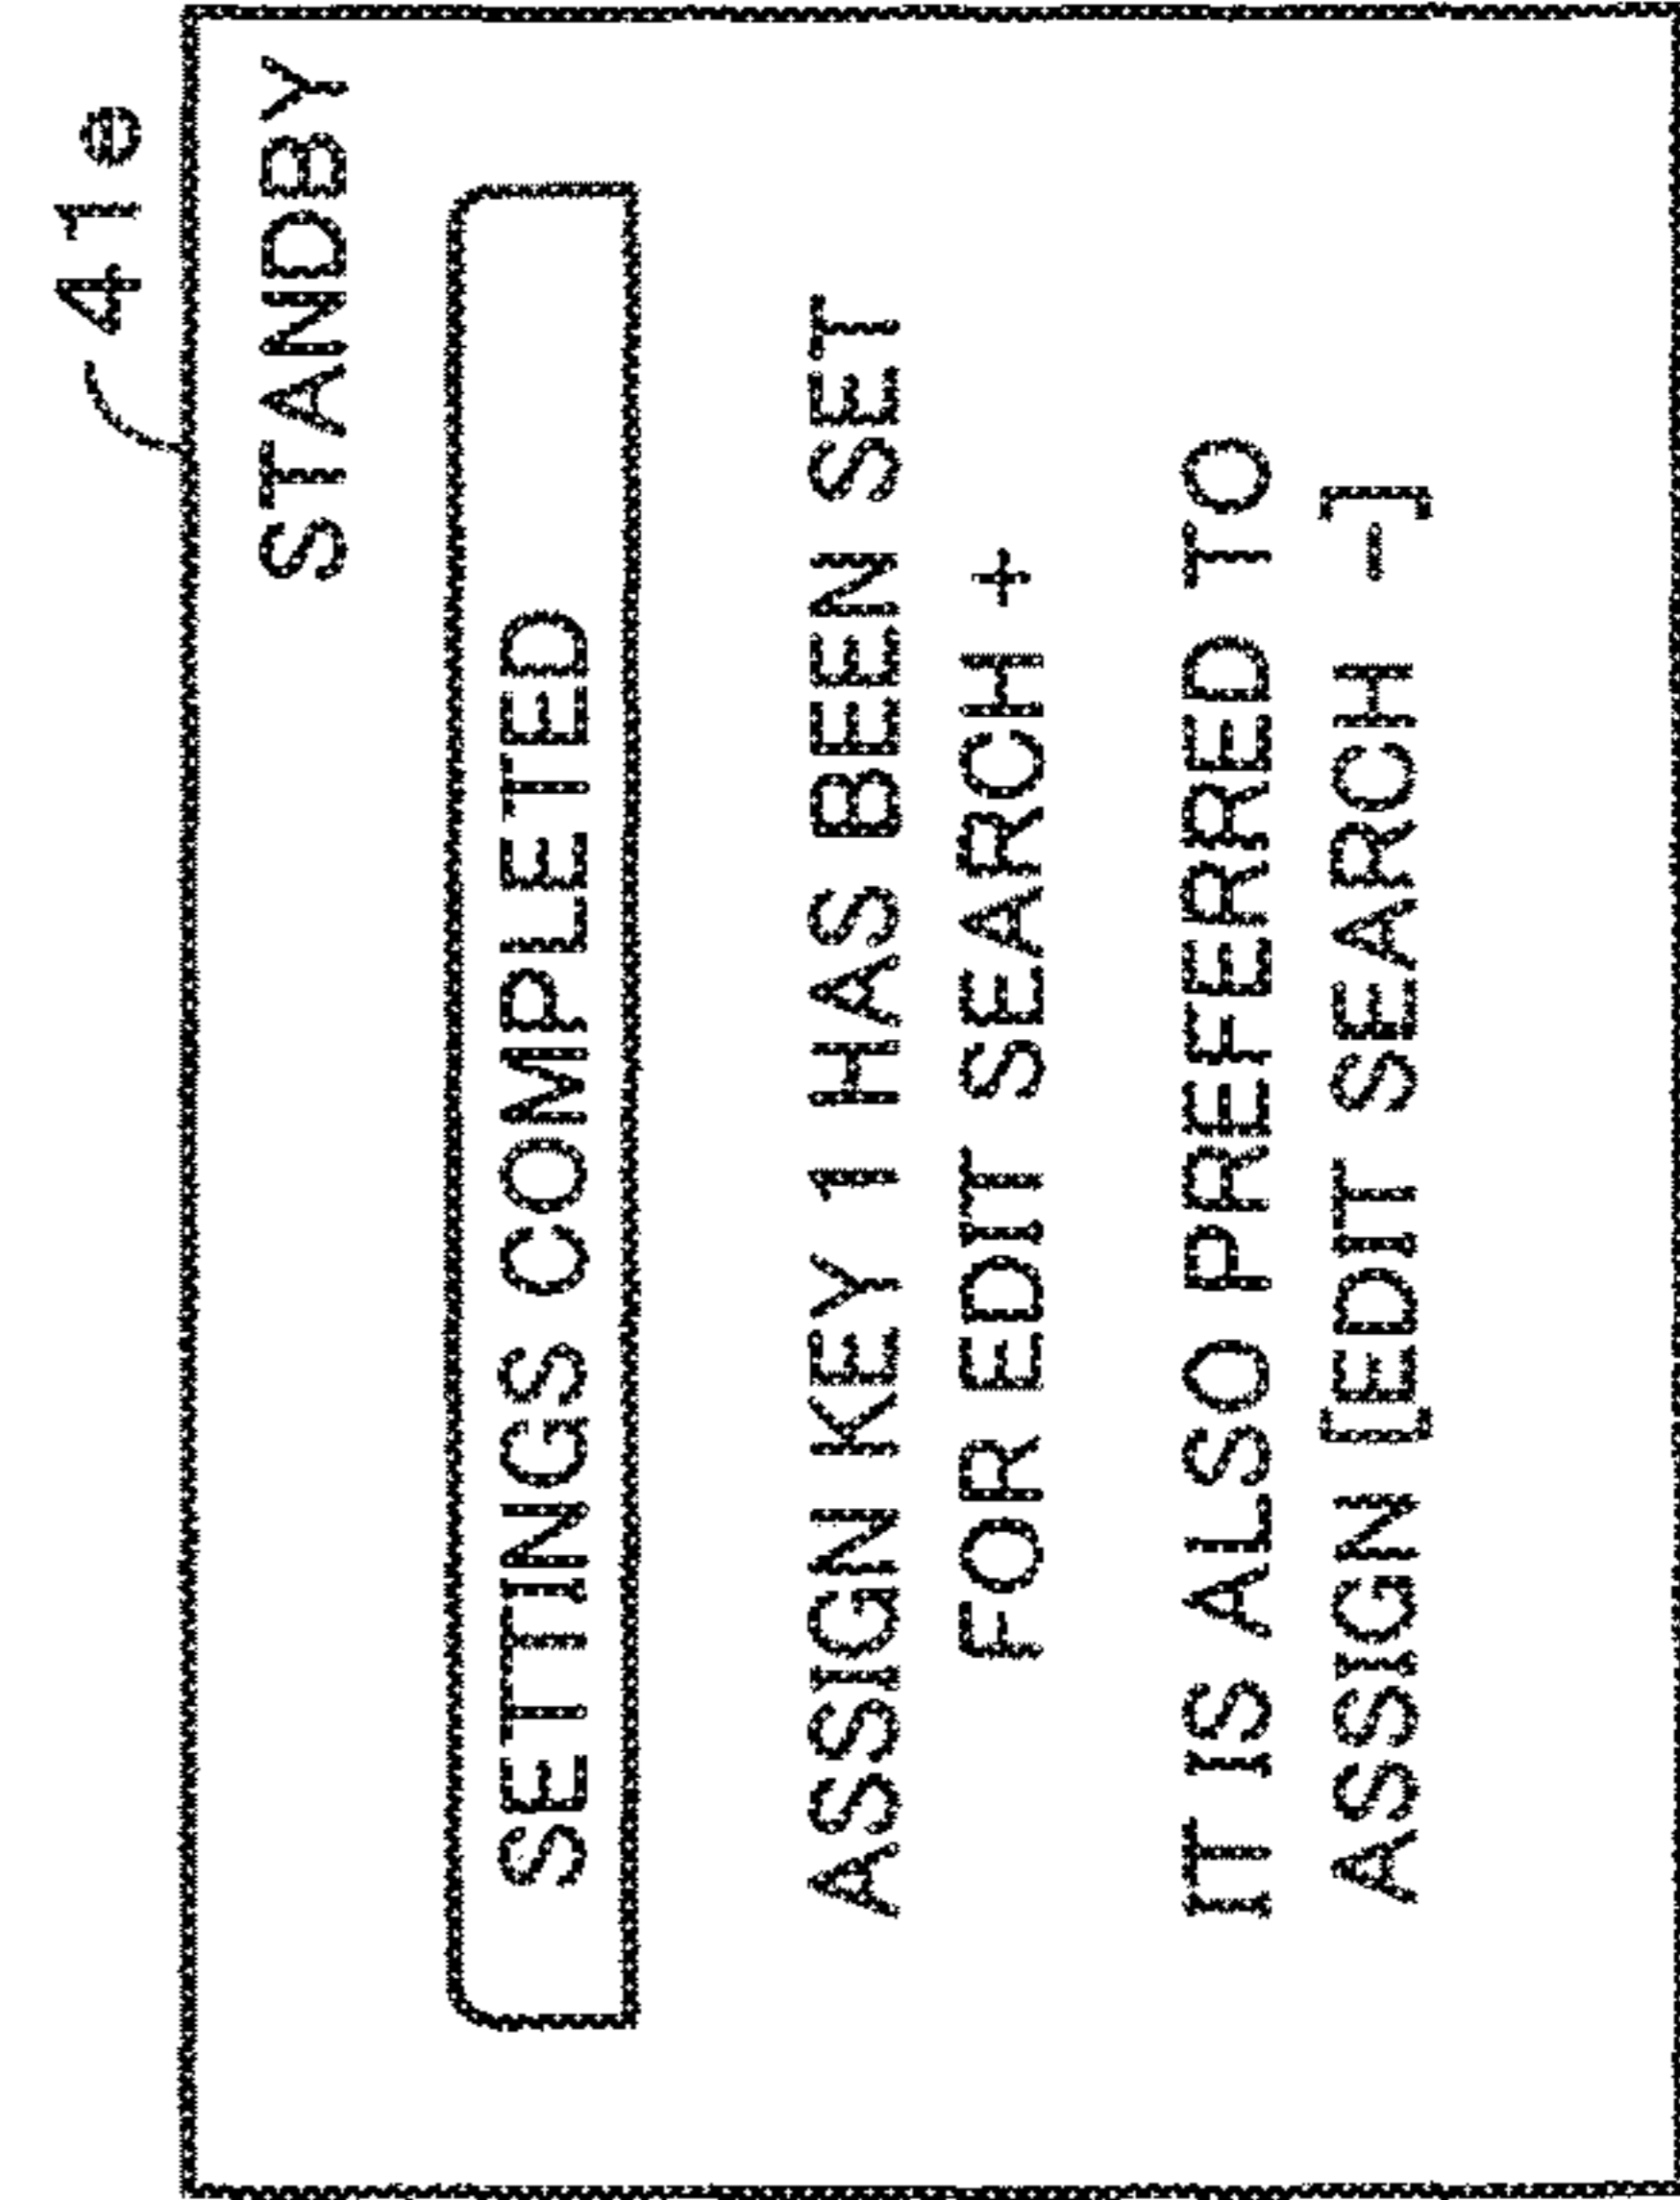 41e
STANDBY
SETTINGS COMPLETED
ASSIGN KEY 1 HAS BEEN SET
FOR EDIT SEARCH +
IT IS ALSO PREFERRED TO
ASSIGN [EDIT SEARCH -]